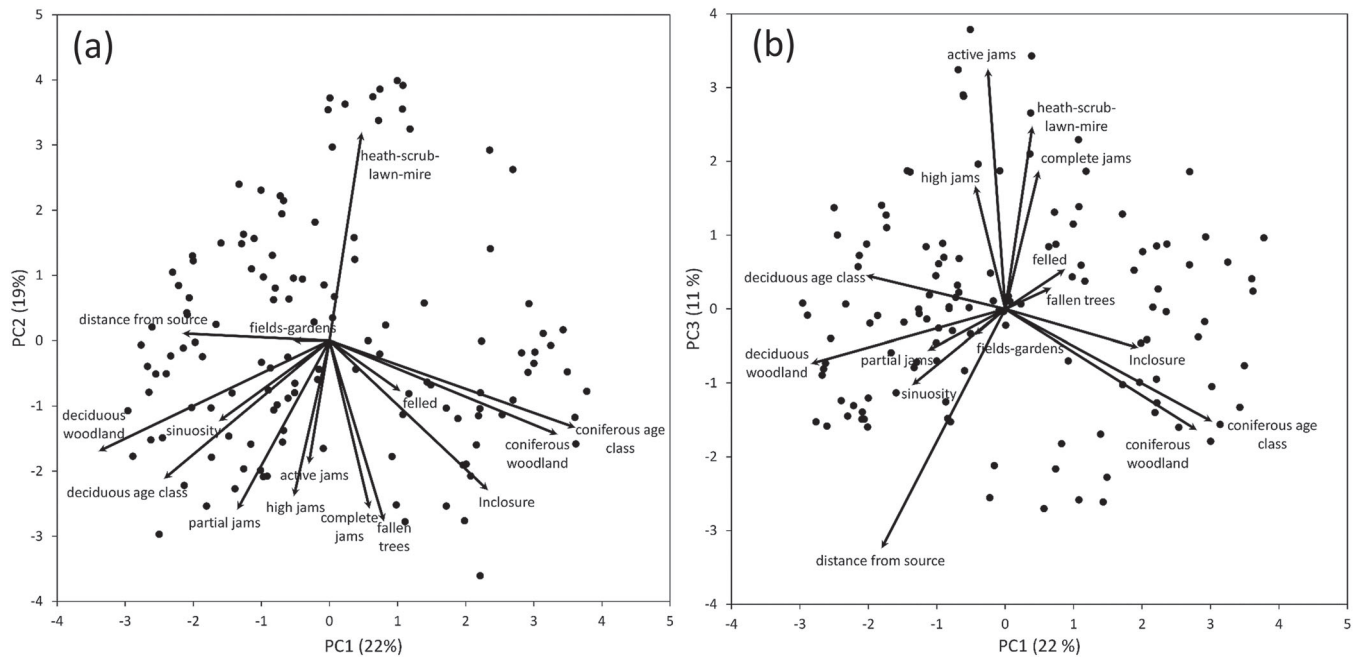 (a)
5
4
3
2
1
0
-1
-2
-3
-4
-4
-3
-2
-1
0
1
2
3
4
5
PC2 (19%)
PC1 (22%)
heath-scrub-
lawn-mire
distance from source
fields-gardens
deciduous
woodland
sinuosity
felled
coniferous age
class
coniferous
woodland
deciduous age class
active jams
Inclosure
partial jams
high jams
complete
jams
fallen
trees
(b)
4
3
2
1
0
-1
-2
-3
-4
-4
-3
-2
-1
0
1
2
3
4
5
PC3 (11 %)
PC1 (22 %)
active jams
heath-scrub-
lawn-mire
complete jams
high jams
felled
deciduous age class
fallen trees
fields-gardens
deciduous
woodland
partial jams
Inclosure
sinuosity
coniferous age
class
coniferous
woodland
distance from source